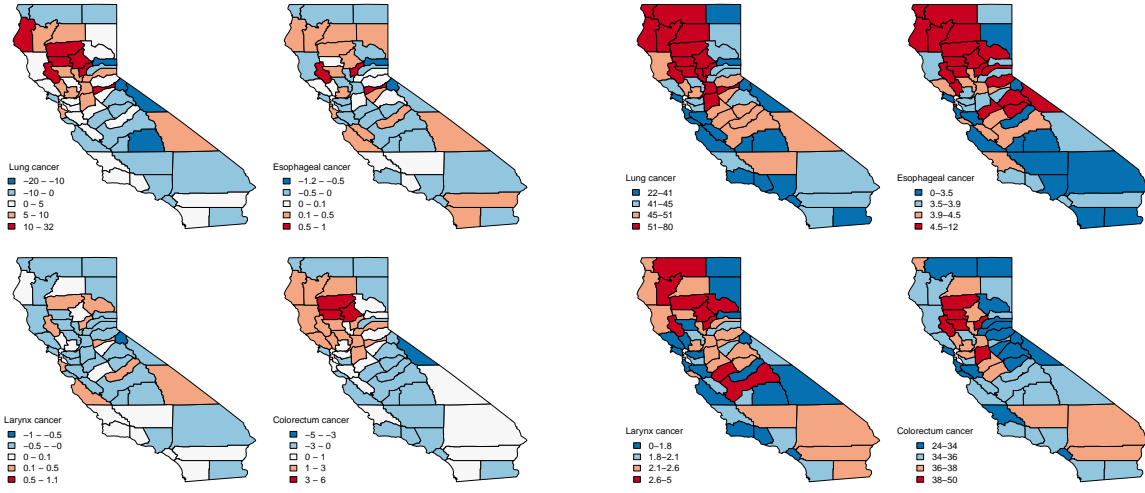 Lung cancer
−20 − −10
−10 − 0
0 − 5
5 − 10
10 − 32
Esophageal cancer
−1.2 − −0.5
−0.5 − 0
0 − 0.1
0.1 − 0.5
0.5 − 1
Lung cancer
22−41
41−45
45−51
51−80
Esophageal cancer
0−3.5
3.5−3.9
3.9−4.5
4.5−12
Larynx cancer
−1 − −0.5
−0.5 − −0
0 − 0.1
0.1 − 0.5
0.5 − 1.1
Colorectum cancer
−5 − −3
−3 − 0
0 − 1
1 − 3
3 − 6
Larynx cancer
0−1.8
1.8−2.1
2.1−2.6
2.6−5
Colorectum cancer
24−34
34−36
36−38
38−50